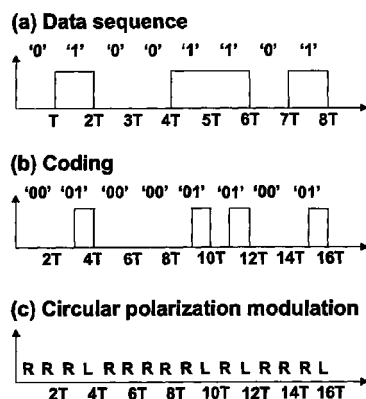 (a) Data sequence
'0' '1' '0' '0' '1' '1' '0' '1'
T 2T 3T 4T 5T 6T 7T 8T
(b) Coding
'00' '01' '00' '00' '01' '01' '00' '01'
2T 4T 6T 8T 10T 12T 14T 16T
(c) Circular polarization modulation
R R R L R R R R R L R L R R R L
2T 4T 6T 8T 10T 12T 14T 16T